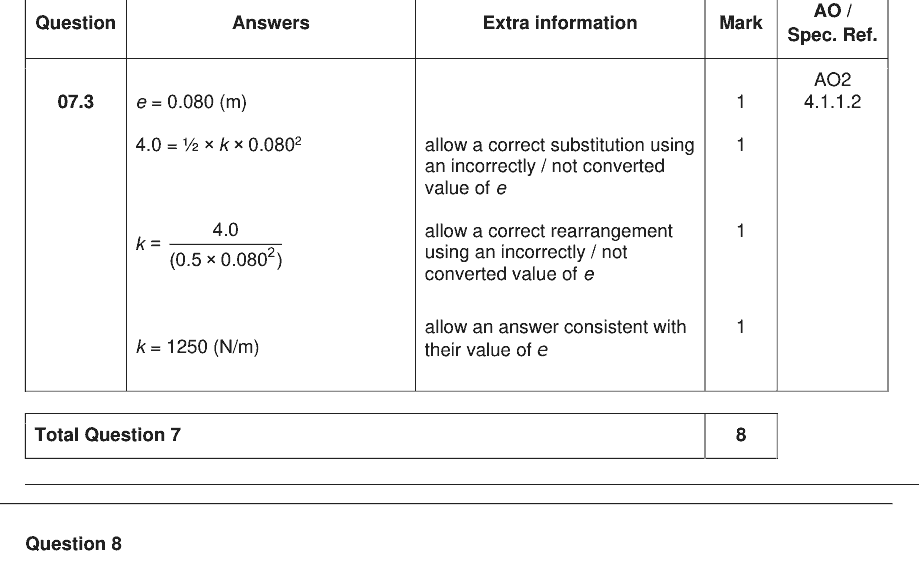 Question Answers Extra information Mark AO / Spec. Ref.
07.3 e = 0.080 (m) 1 AO2 4.1.1.2
4.0 = ½ × k × 0.080² allow a correct substitution using 1
an incorrectly / not converted
value of e
k = 4.0 / (0.5 × 0.080²) allow a correct rearrangement 1
using an incorrectly / not
converted value of e
allow an answer consistent with 1
k = 1250 (N/m) their value of e
Total Question 7 8
Question 8